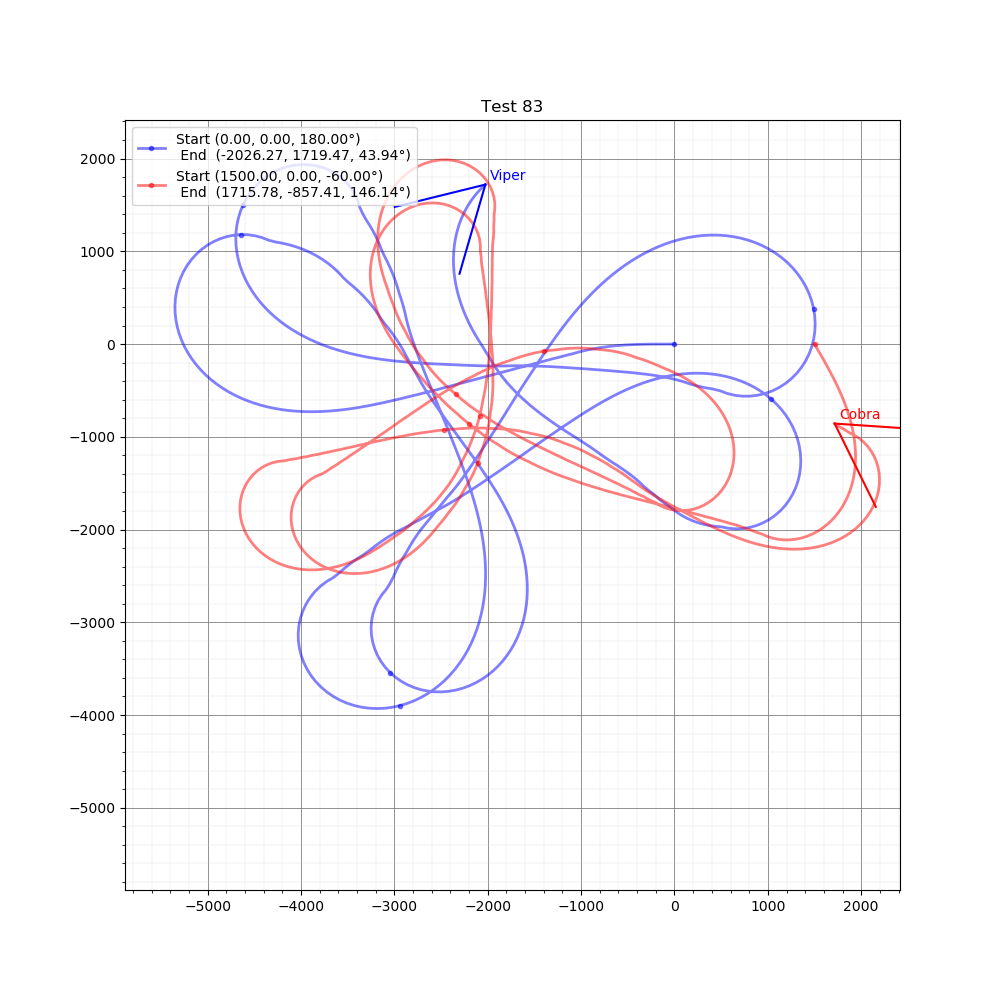 Test 83
Start (0.00, 0.00, 180.00°)
End (-2026.27, 1719.47, 43.94°)
Start (1500.00, 0.00, -60.00°)
End (1715.78, -857.41, 146.14°)
Viper
Cobra
2000
1000
0
−1000
−2000
−3000
−4000
−5000
−5000 −4000 −3000 −2000 −1000 0 1000 2000